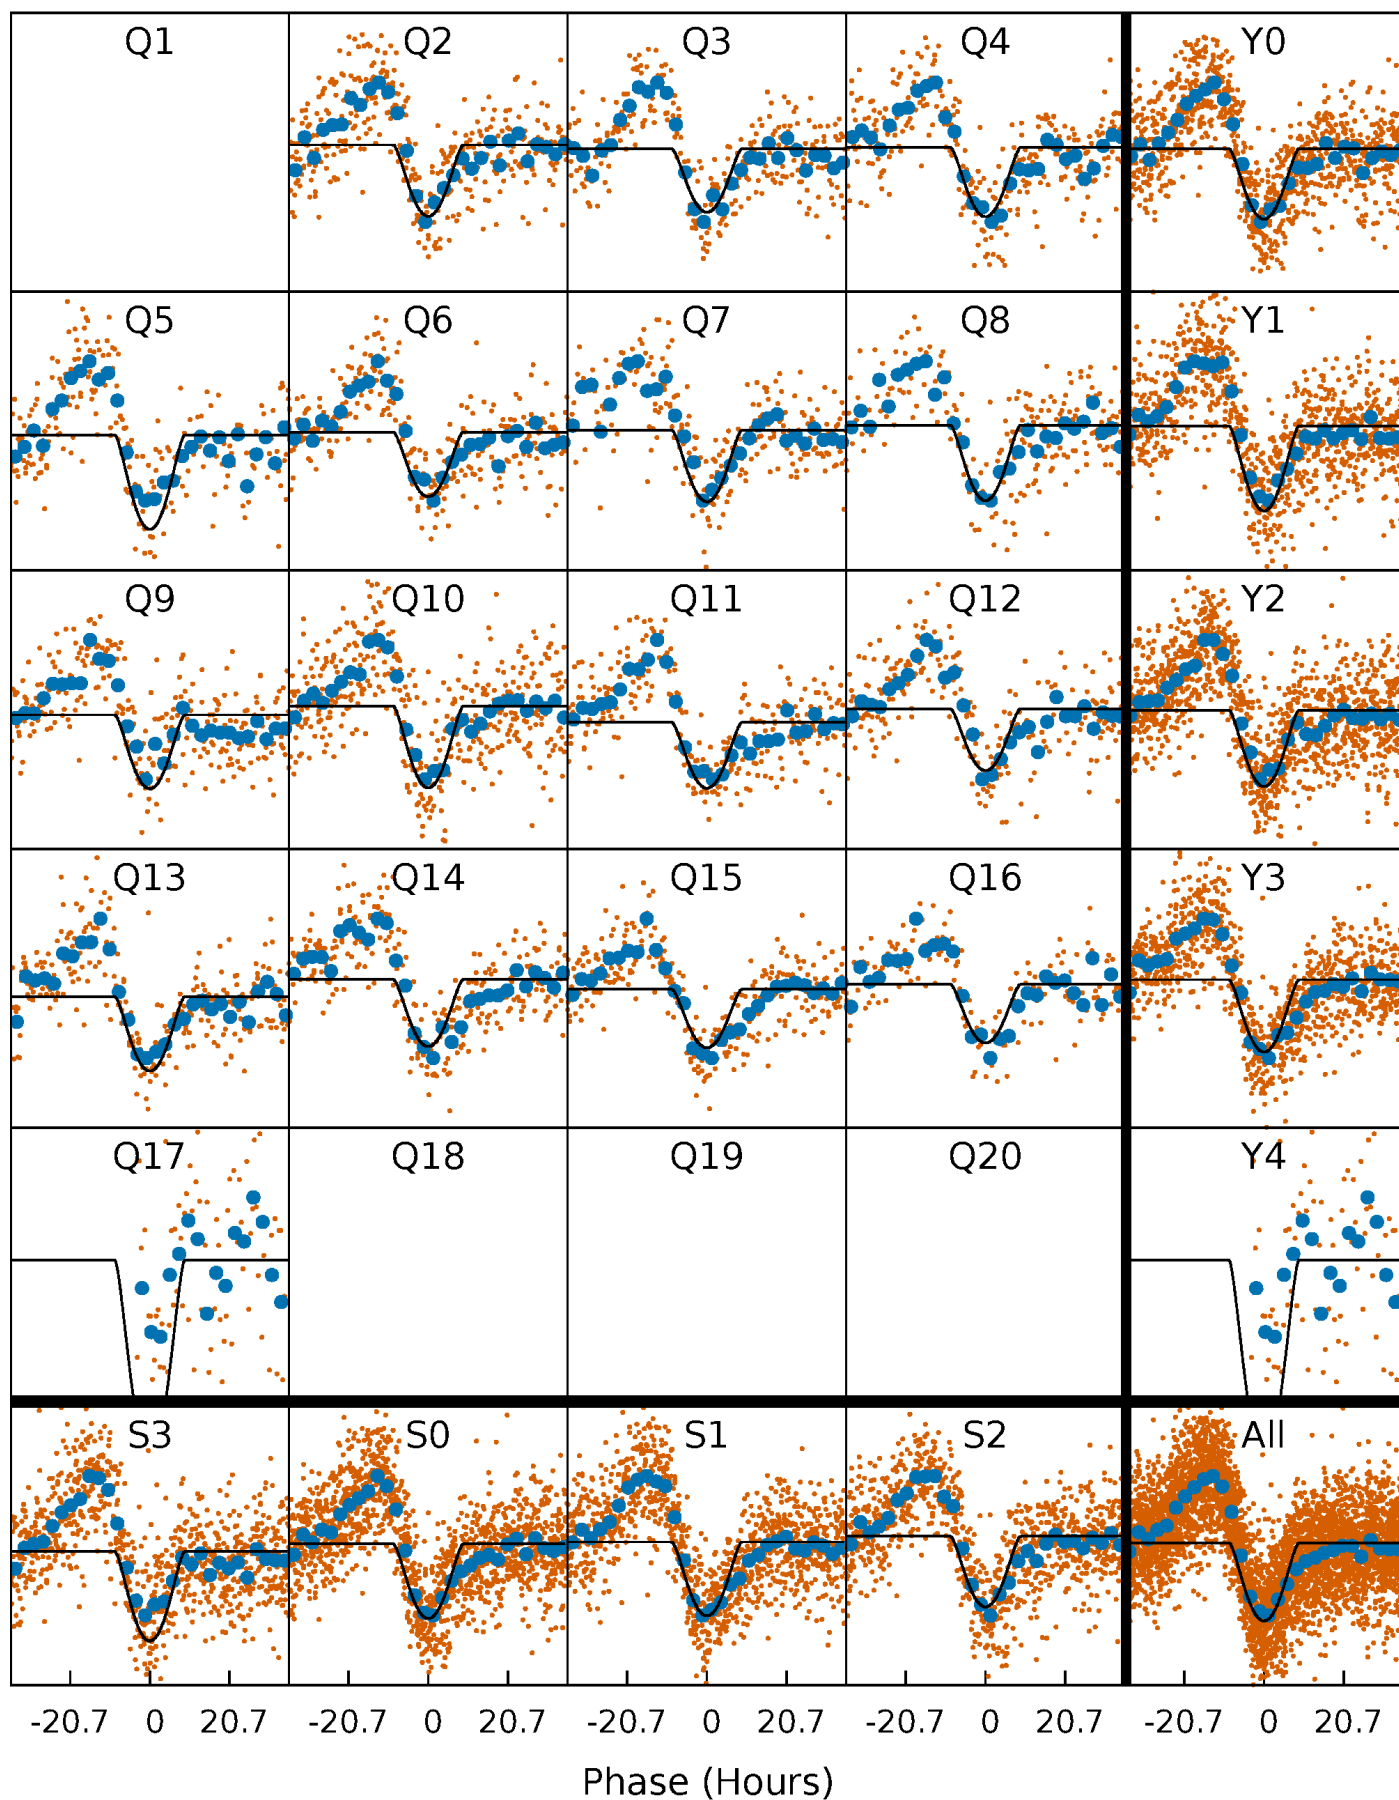 Q1 Q2 Q3 Q4 Y0
Q5 Q6 Q7 Q8 Y1
Q9 Q10 Q11 Q12 Y2
Q13 Q14 Q15 Q16 Y3
Q17 Q18 Q19 Q20 Y4
S3 S0 S1 S2 All
-20.7 0 20.7 -20.7 0 20.7 -20.7 0 20.7 -20.7 0 20.7 -20.7 0 20.7
Phase (Hours)